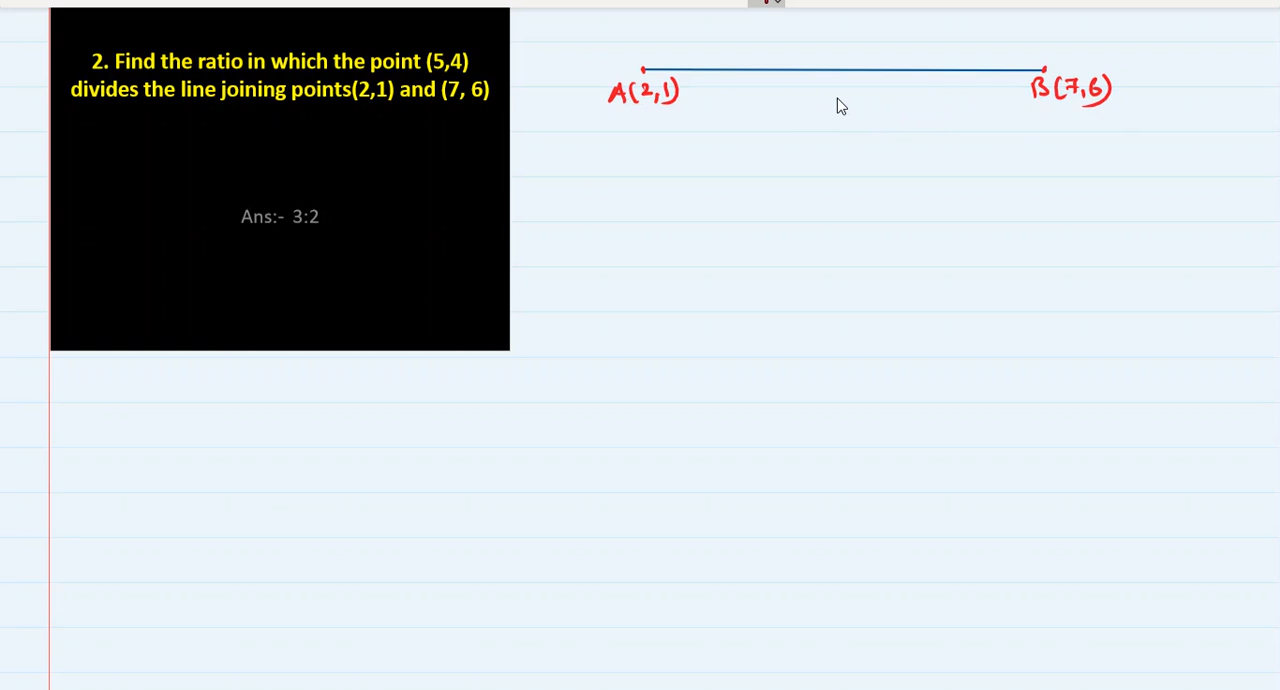 2. Find the ratio in which the point (5,4)
divides the line joining points(2,1) and (7, 6)
Ans:- 3:2
A(2,1)
B(7,6)